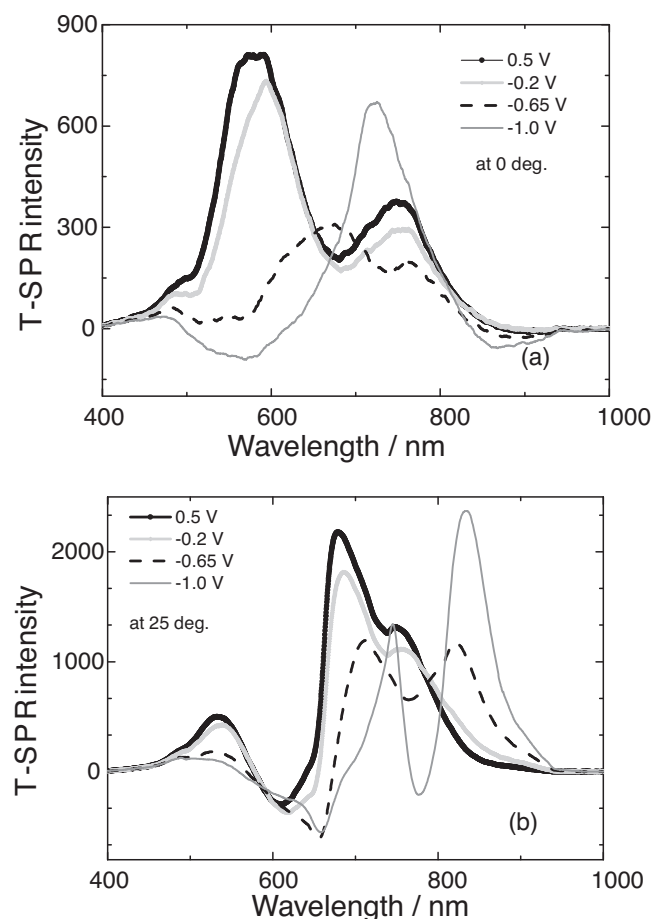 900
600
300
0
T-SPR intensity
0.5 V
-0.2 V
-0.65 V
-1.0 V
at 0 deg.
(a)
400 600 800 1000
Wavelength / nm
2000
1000
0
T-SPR intensity
0.5 V
-0.2 V
-0.65 V
-1.0 V
at 25 deg.
(b)
400 600 800 1000
Wavelength / nm